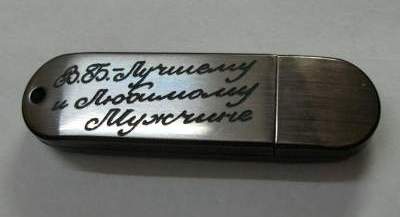 В.Б.-Лучшему
и Любимому
Мужчине